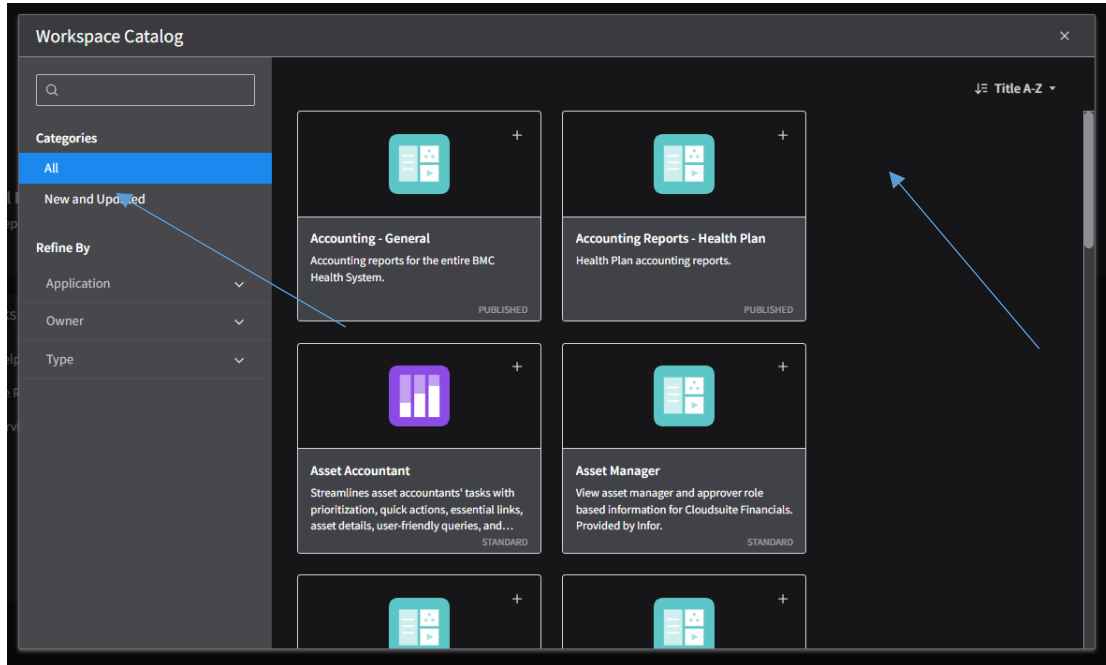 Workspace Catalog
Title A-Z
Categories
All
New and Updated
Refine By
Application
Owner
Type
Accounting - General
Accounting reports for the entire BMC
Health System.
PUBLISHED
Accounting Reports - Health Plan
Health Plan accounting reports.
PUBLISHED
Asset Accountant
Streamlines asset accountants' tasks with
prioritization, quick actions, essential links,
asset details, user-friendly queries, and...
STANDARD
Asset Manager
View asset manager and approver role
based information for Cloudsuite Financials.
Provided by Infor.
STANDARD